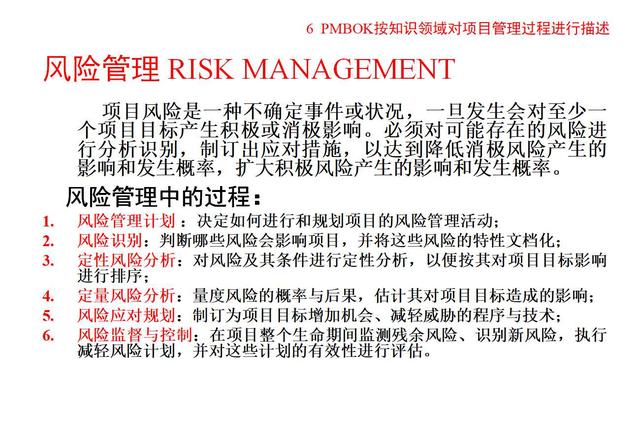 6 PMBOK按知识领域对项目管理过程进行描述
风险管理 RISK MANAGEMENT
项目风险是一种不确定事件或状况，一旦发生会对至少一
个项目目标产生积极或消极影响。必须对可能存在的风险进
行分析识别，制订出应对措施，以达到降低消极风险产生的
影响和发生概率，扩大积极风险产生的影响和发生概率。
风险管理中的过程：
1. 风险管理计划：决定如何进行和规划项目的风险管理活动；
2. 风险识别：判断哪些风险会影响项目，并将这些风险的特性文档化；
3. 定性风险分析：对风险及其条件进行定性分析，以便按其对项目目标影响
进行排序；
4. 定量风险分析：量度风险的概率与后果，估计其对项目目标造成的影响；
5. 风险应对规划：制订为项目目标增加机会、减轻威胁的程序与技术；
6. 风险监督与控制：在项目整个生命期间监测残余风险、识别新风险，执行
减轻风险计划，并对这些计划的有效性进行评估。